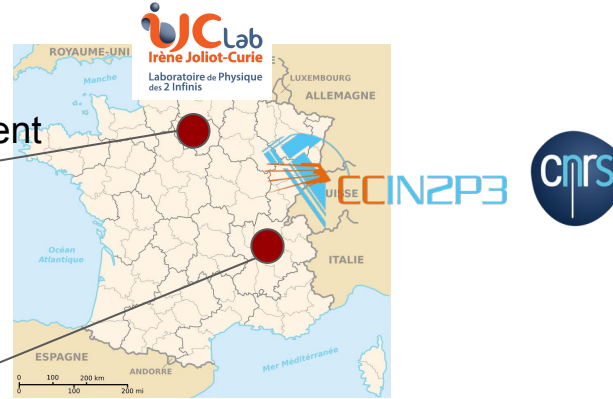 IJCLab
Irène Joliot-Curie
Laboratoire de Physique
des 2 Infinis
ROYAUME-UNI
Manche
LUXEMBOURG
ALLEMAGNE
ent
CCIN2P3
cnrs
Océan
Atlantique
ITALIE
ESPAGNE
ANDORRE
Mer Méditerranée
0 100 200 km
0 100 200 mi